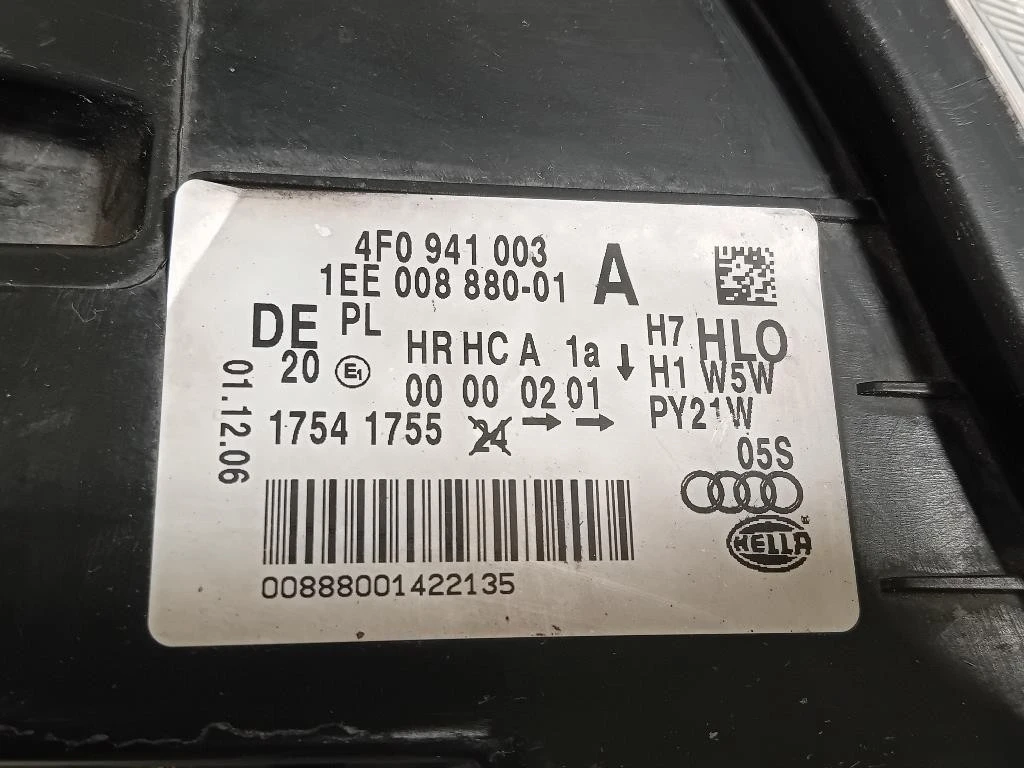 4F0 941 003
1EE 008 880-01 A
DE PL
HR HC A 1a
H7 HLO
20 E1
00 00 02 01
H1 W5W
1754 1755 24
PY21W
01.12.06
05S
HELLA
00888001422135